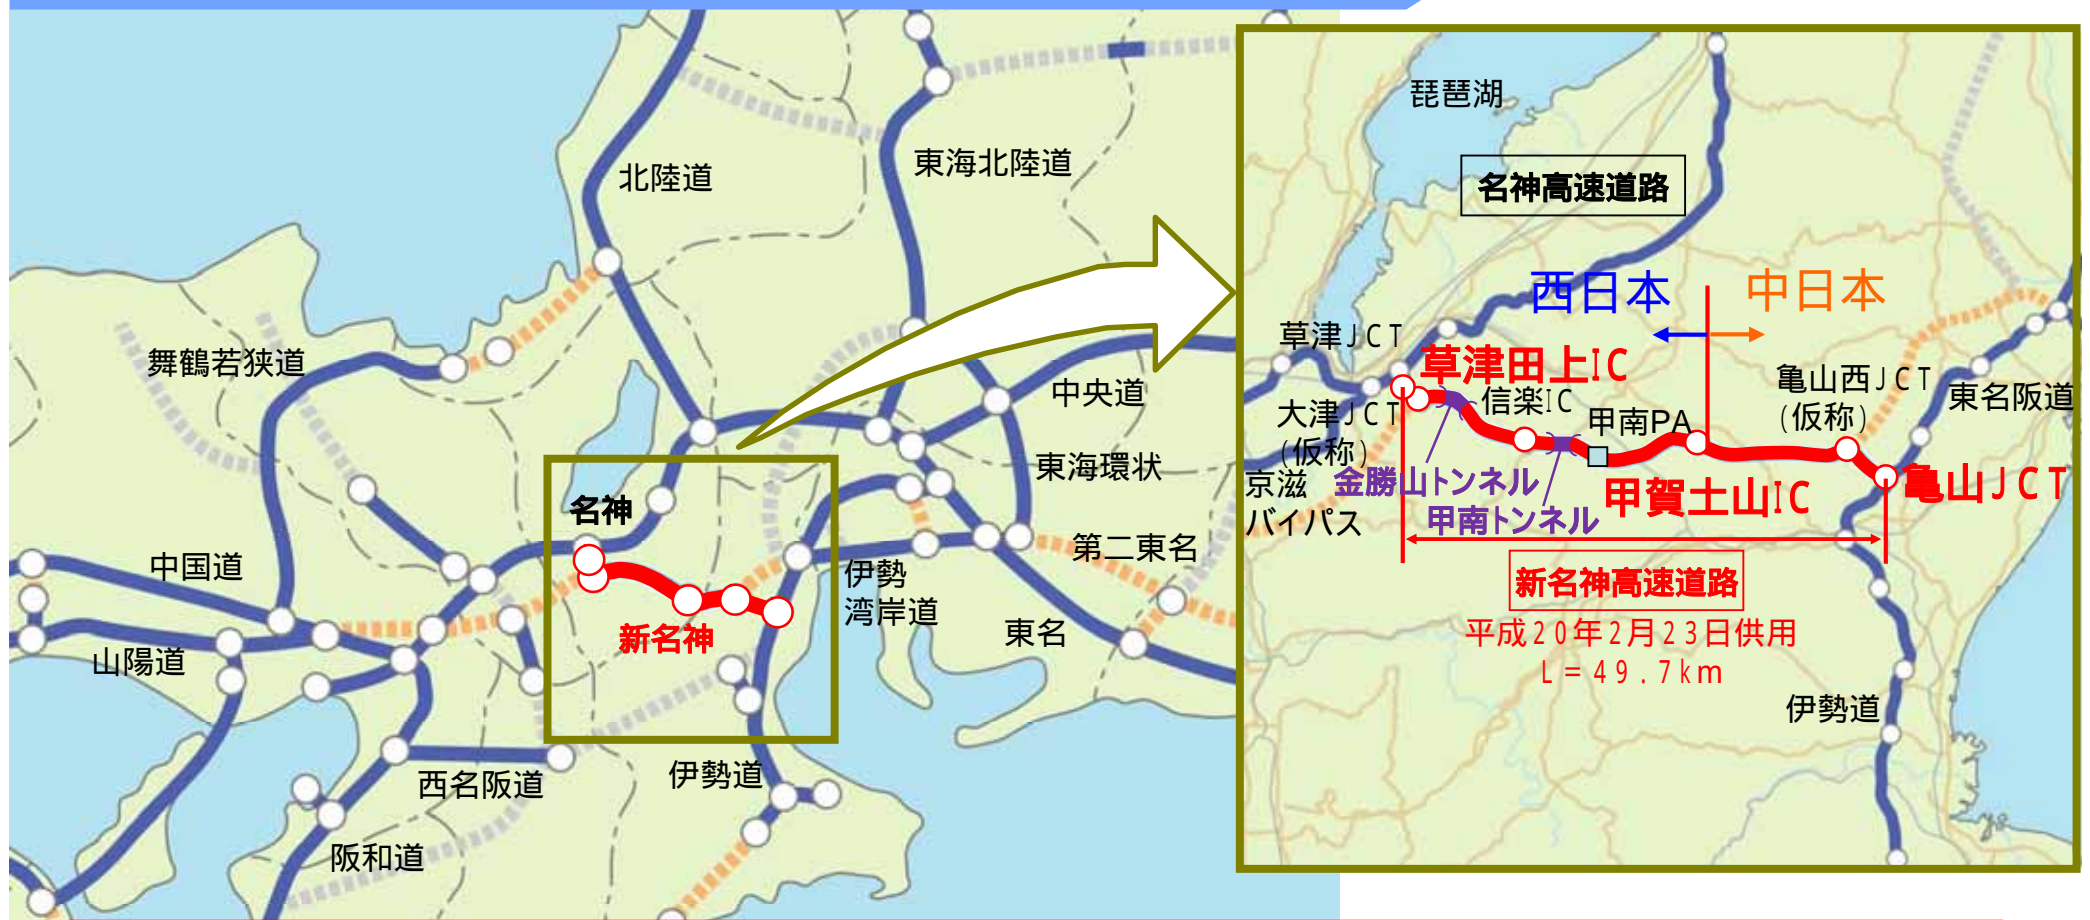 北陸道
東海北陸道
舞鶴若狭道
中央道
東海環状
名神
中国道
第二東名
伊勢
湾岸道
新名神
東名
山陽道
西名阪道
伊勢道
阪和道
琵琶湖
名神高速道路
西日本
中日本
草津JCT
草津田上IC
亀山西JCT
(仮称)
東名阪道
大津JCT
(仮称)
信楽IC
甲南PA
京滋
バイパス
金勝山トンネル
甲南トンネル
甲賀土山IC
亀山JCT
新名神高速道路
平成20年2月23日供用
L=49.7km
伊勢道